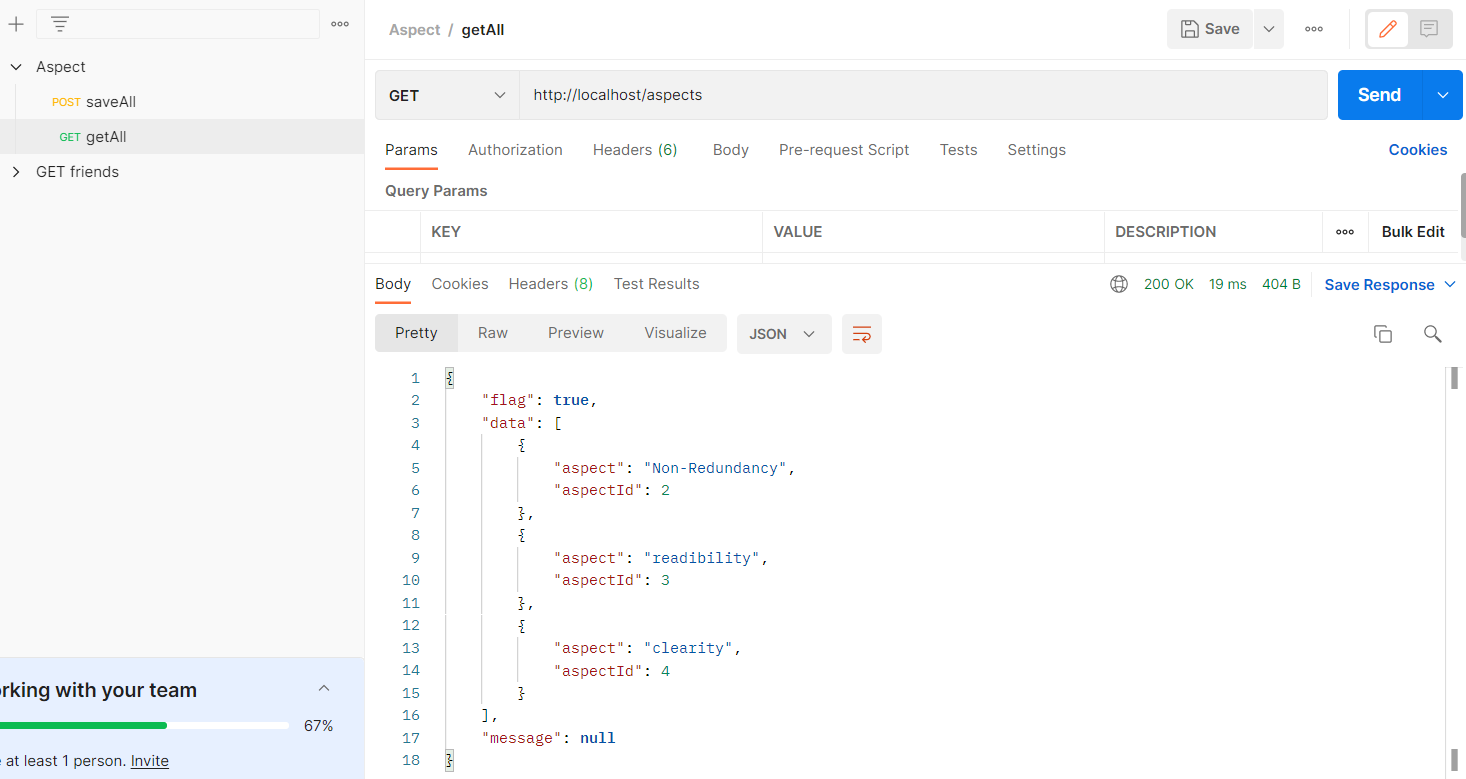 Aspect
POST saveAll
GET getAll
GET friends
rking with your team
67%
at least 1 person. Invite
Aspect / getAll
Save
GET http://localhost/aspects Send
Params Authorization Headers (6) Body Pre-request Script Tests Settings Cookies
Query Params
KEY VALUE DESCRIPTION Bulk Edit
Body Cookies Headers (8) Test Results 200 OK 19 ms 404 B Save Response
Pretty Raw Preview Visualize JSON
1 {
2 "flag": true,
3 "data": [
4 {
5 "aspect": "Non-Redundancy",
6 "aspectId": 2
7 },
8 {
9 "aspect": "readibility",
10 "aspectId": 3
11 },
12 {
13 "aspect": "clearity",
14 "aspectId": 4
15 }
16 ],
17 "message": null
18 }